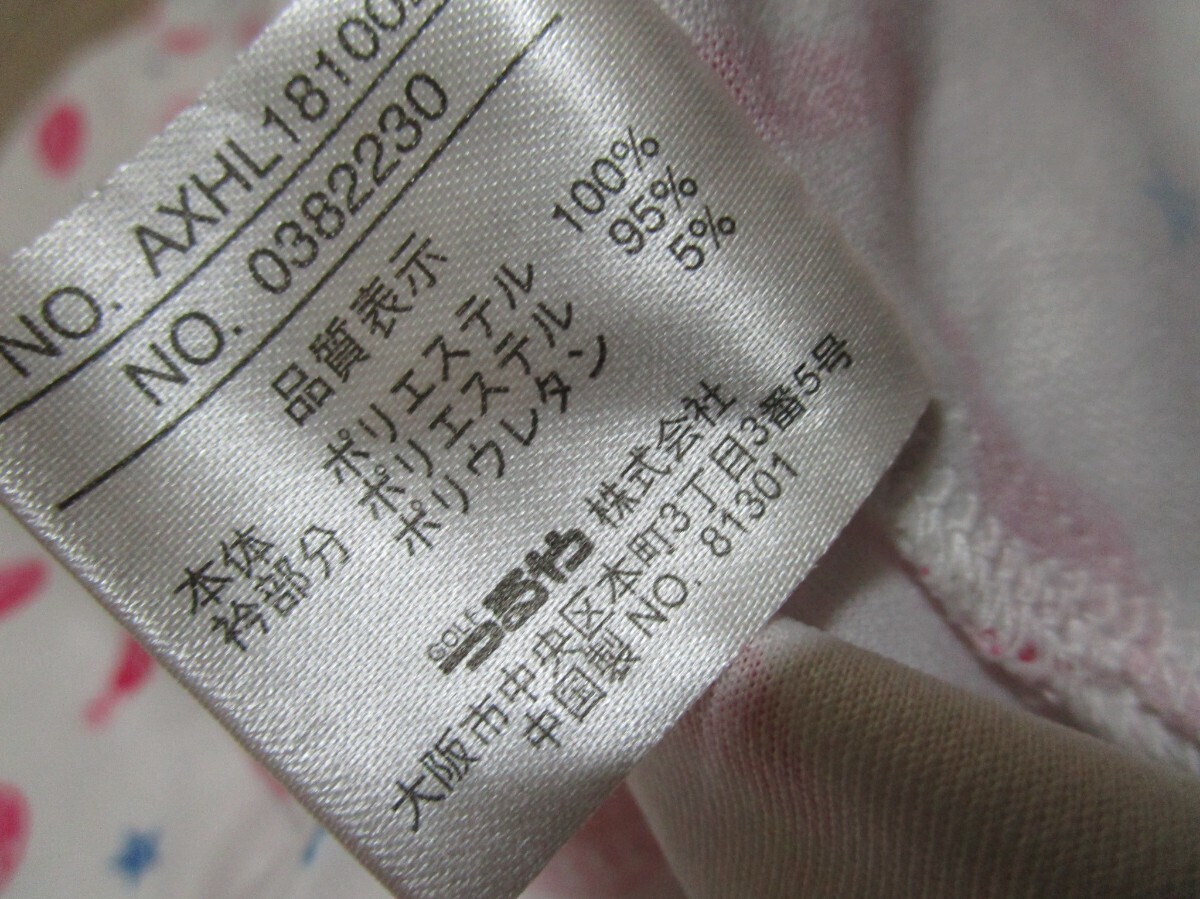 NO. AXHL18100
NO. 0382230
品質表示
本体 ポリエステル 100%
衿部分 ポリエステル 95%
ポリウレタン 5%
つるや 株式会社
大阪市中央区本町3丁目3番5号
中国製 NO. 81301